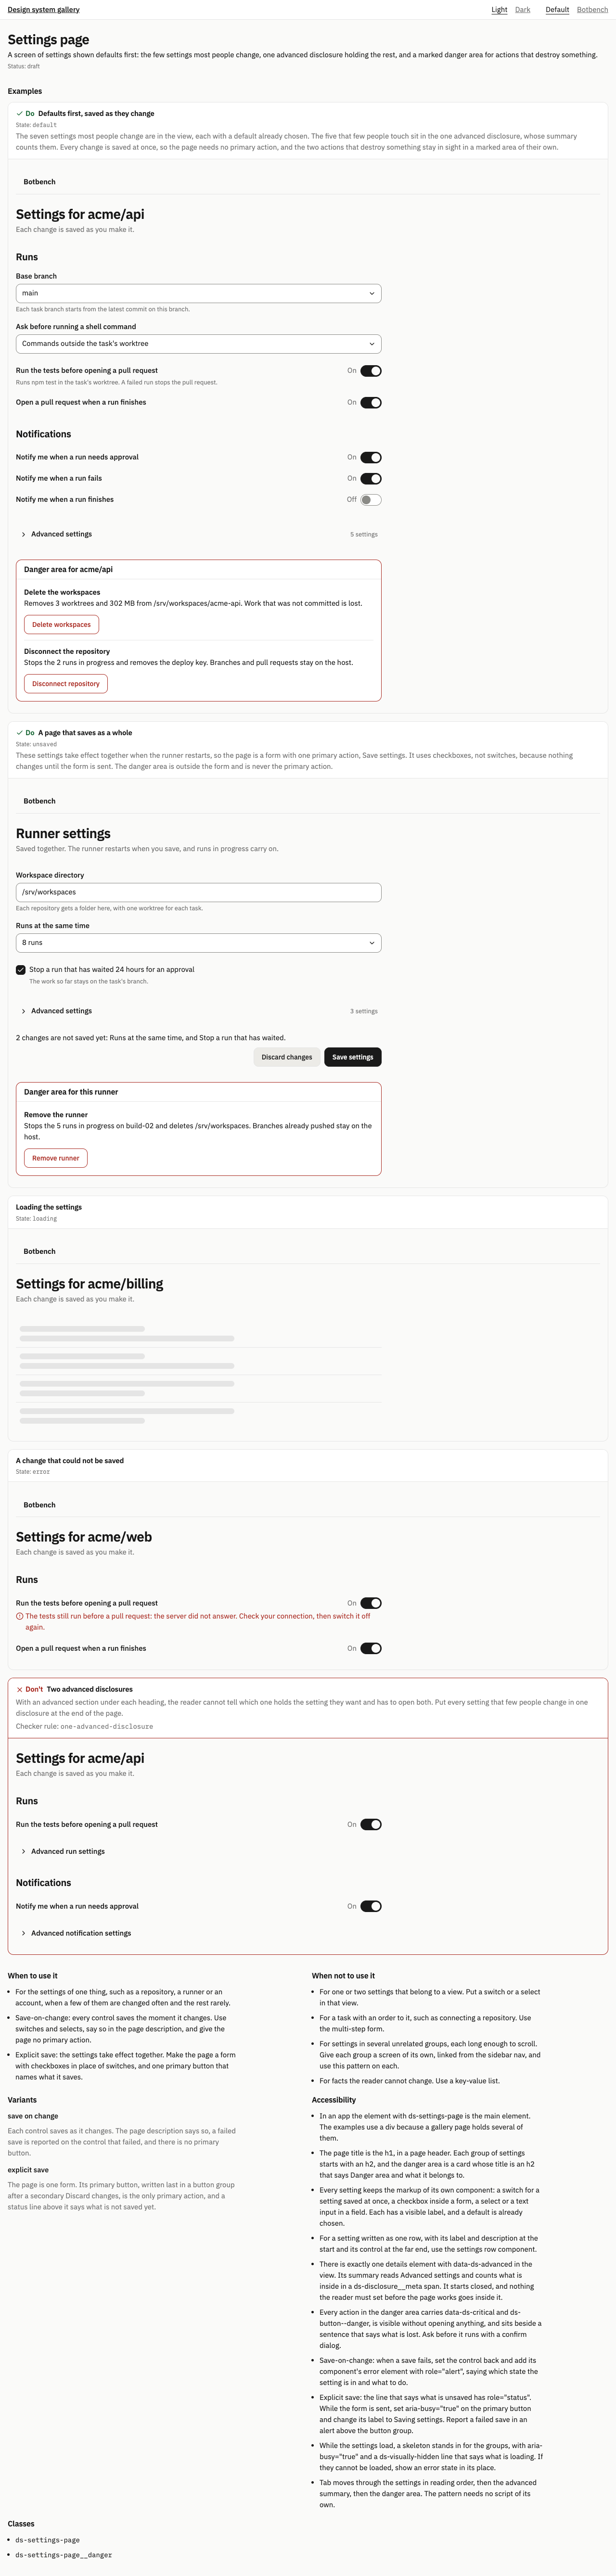 Design system gallery
Light Dark Default Botbench
Settings page
A screen of settings shown defaults first: the few settings most people change, one advanced disclosure holding the rest, and a marked danger area for actions that destroy something.
Status: draft
Examples
Do Defaults first, saved as they change
State: default
The seven settings most people change are in the view, each with a default already chosen. The five that few people touch sit in the one advanced disclosure, whose summary
counts them. Every change is saved at once, so the page needs no primary action, and the two actions that destroy something stay in sight in a marked area of their own.
Botbench
Settings for acme/api
Each change is saved as you make it.
Runs
Base branch
main
Each task branch starts from the latest commit on this branch.
Ask before running a shell command
Commands outside the task's worktree
Run the tests before opening a pull request On
Runs npm test in the task's worktree. A failed run stops the pull request.
Open a pull request when a run finishes On
Notifications
Notify me when a run needs approval On
Notify me when a run fails On
Notify me when a run finishes Off
Advanced settings 5 settings
Danger area for acme/api
Delete the workspaces
Removes 3 worktrees and 302 MB from /srv/workspaces/acme-api. Work that was not committed is lost.
Delete workspaces
Disconnect the repository
Stops the 2 runs in progress and removes the deploy key. Branches and pull requests stay on the host.
Disconnect repository
Do A page that saves as a whole
State: unsaved
These settings take effect together when the runner restarts, so the page is a form with one primary action, Save settings. It uses checkboxes, not switches, because nothing
changes until the form is sent. The danger area is outside the form and is never the primary action.
Botbench
Runner settings
Saved together. The runner restarts when you save, and runs in progress carry on.
Workspace directory
/srv/workspaces
Each repository gets a folder here, with one worktree for each task.
Runs at the same time
8 runs
Stop a run that has waited 24 hours for an approval
The work so far stays on the task's branch.
Advanced settings 3 settings
2 changes are not saved yet: Runs at the same time, and Stop a run that has waited.
Discard changes Save settings
Danger area for this runner
Remove the runner
Stops the 5 runs in progress on build-02 and deletes /srv/workspaces. Branches already pushed stay on the
host.
Remove runner
Loading the settings
State: loading
Botbench
Settings for acme/billing
Each change is saved as you make it.
A change that could not be saved
State: error
Botbench
Settings for acme/web
Each change is saved as you make it.
Runs
Run the tests before opening a pull request On
The tests still run before a pull request: the server did not answer. Check your connection, then switch it off
again.
Open a pull request when a run finishes On
Don't Two advanced disclosures
With an advanced section under each heading, the reader cannot tell which one holds the setting they want and has to open both. Put every setting that few people change in one
disclosure at the end of the page.
Checker rule: one-advanced-disclosure
Settings for acme/api
Each change is saved as you make it.
Runs
Run the tests before opening a pull request On
Advanced run settings
Notifications
Notify me when a run needs approval On
Advanced notification settings
When to use it
For the settings of one thing, such as a repository, a runner or an
account, when a few of them are changed often and the rest rarely.
Save-on-change: every control saves the moment it changes. Use
switches and selects, say so in the page description, and give the
page no primary action.
Explicit save: the settings take effect together. Make the page a form
with checkboxes in place of switches, and one primary button that
names what it saves.
When not to use it
For one or two settings that belong to a view. Put a switch or a select
in that view.
For a task with an order to it, such as connecting a repository. Use
the multi-step form.
For settings in several unrelated groups, each long enough to scroll.
Give each group a screen of its own, linked from the sidebar nav, and
use this pattern on each.
For facts the reader cannot change. Use a key-value list.
Variants
save on change
Each control saves as it changes. The page description says so, a failed
save is reported on the control that failed, and there is no primary
button.
explicit save
The page is one form. Its primary button, written last in a button group
after a secondary Discard changes, is the only primary action, and a
status line above it says what is not saved yet.
Accessibility
In an app the element with ds-settings-page is the main element.
The examples use a div because a gallery page holds several of
them.
The page title is the h1, in a page header. Each group of settings
starts with an h2, and the danger area is a card whose title is an h2
that says Danger area and what it belongs to.
Every setting keeps the markup of its own component: a switch for a
setting saved at once, a checkbox inside a form, a select or a text
input in a field. Each has a visible label, and a default is already
chosen.
For a setting written as one row, with its label and description at the
start and its control at the far end, use the settings row component.
There is exactly one details element with data-ds-advanced in the
view. Its summary reads Advanced settings and counts what is
inside in a ds-disclosure__meta span. It starts closed, and nothing
the reader must set before the page works goes inside it.
Every action in the danger area carries data-ds-critical and ds-
button--danger, is visible without opening anything, and sits beside a
sentence that says what is lost. Ask before it runs with a confirm
dialog.
Save-on-change: when a save fails, set the control back and add its
component's error element with role="alert", saying which state the
setting is in and what to do.
Explicit save: the line that says what is unsaved has role="status".
While the form is sent, set aria-busy="true" on the primary button
and change its label to Saving settings. Report a failed save in an
alert above the button group.
While the settings load, a skeleton stands in for the groups, with aria-
busy="true" and a ds-visually-hidden line that says what is loading. If
they cannot be loaded, show an error state in its place.
Tab moves through the settings in reading order, then the advanced
summary, then the danger area. The pattern needs no script of its
own.
Classes
ds-settings-page
ds-settings-page__danger